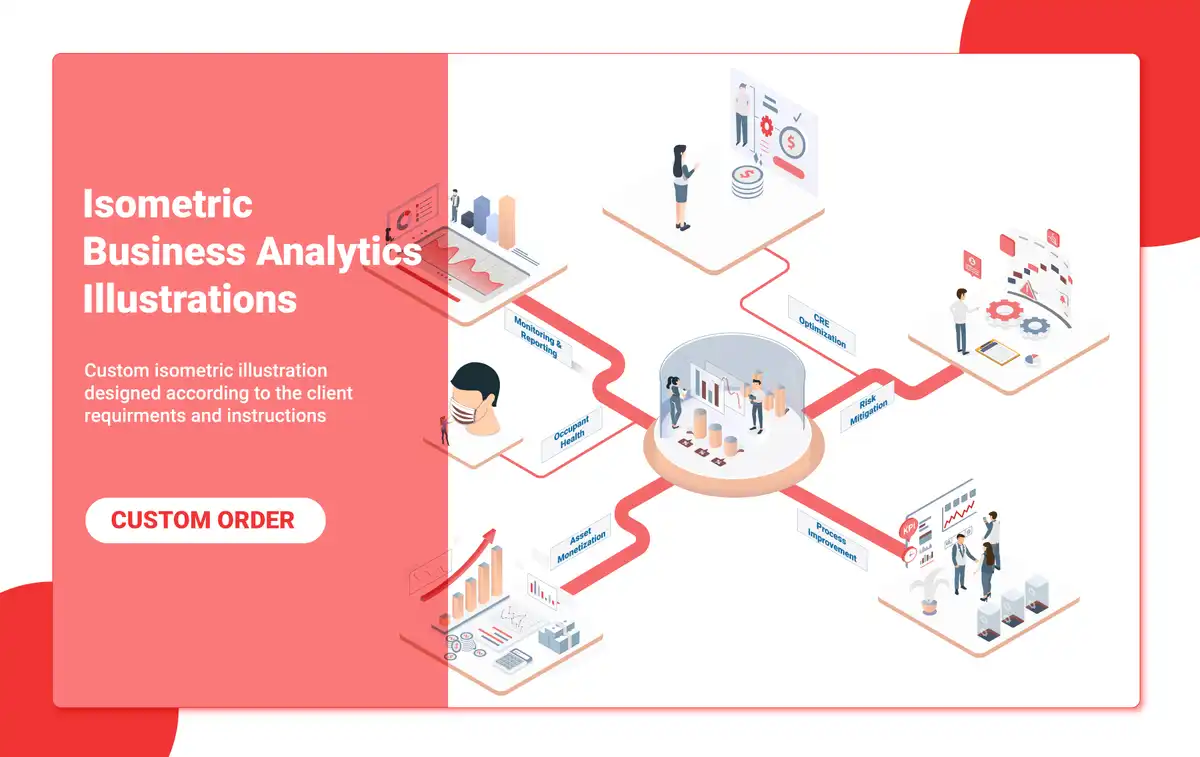 Isometric
Business Analytics
Illustrations
Custom isometric illustration
designed according to the client
requirments and instructions
CUSTOM ORDER
Monitoring &
Reporting
CRE
Optimization
Occupant
Health
Risk
Mitigation
Asset
Monetization
Process
Improvement
KPI
$
$